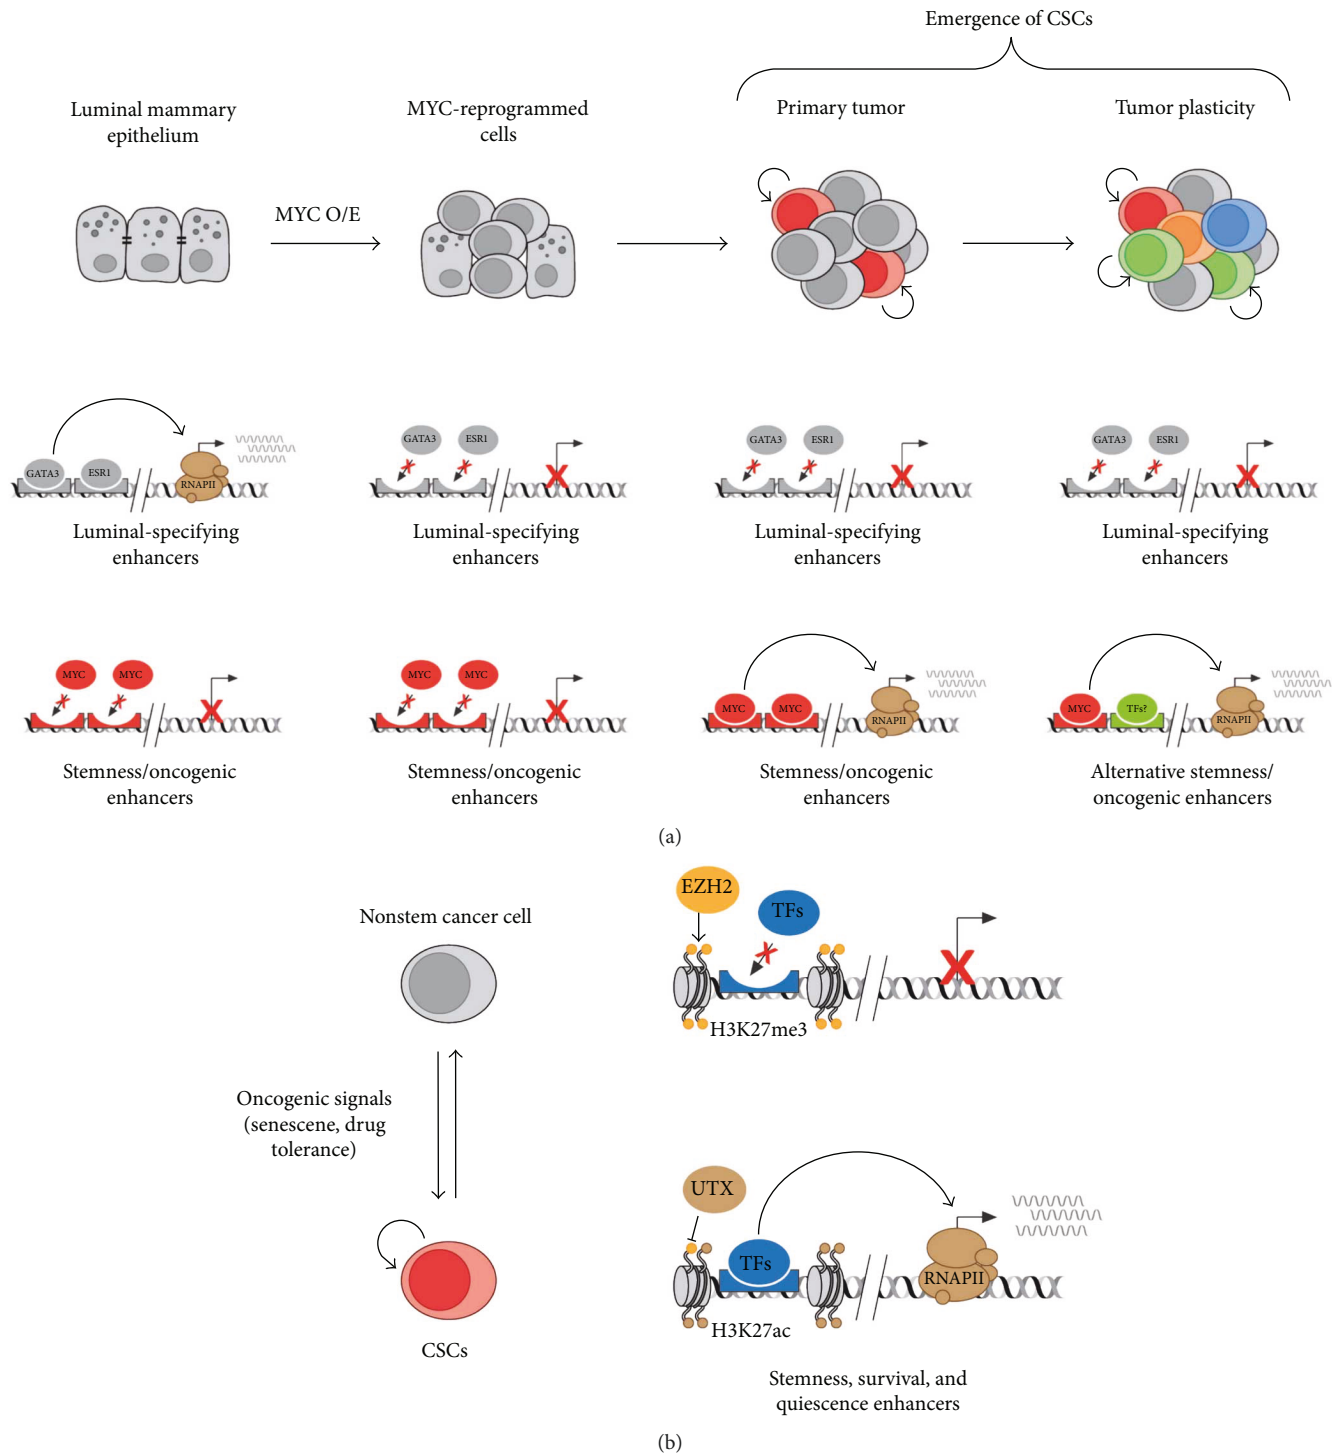 Emergence of CSCs
Luminal mammary
epithelium
MYC-reprogrammed
cells
Primary tumor
Tumor plasticity
MYC O/E
GATA3
ESR1
RNAPII
Luminal-specifying
enhancers
GATA3
ESR1
Luminal-specifying
enhancers
GATA3
ESR1
Luminal-specifying
enhancers
GATA3
ESR1
Luminal-specifying
enhancers
MYC
MYC
Stemness/oncogenic
enhancers
MYC
MYC
Stemness/oncogenic
enhancers
MYC
MYC
RNAPII
Stemness/oncogenic
enhancers
MYC
TFs?
RNAPII
Alternative stemness/
oncogenic enhancers
(a)
Nonstem cancer cell
Oncogenic signals
(senescene, drug
tolerance)
CSCs
EZH2
TFs
H3K27me3
UTX
TFs
RNAPII
H3K27ac
Stemness, survival, and
quiescence enhancers
(b)